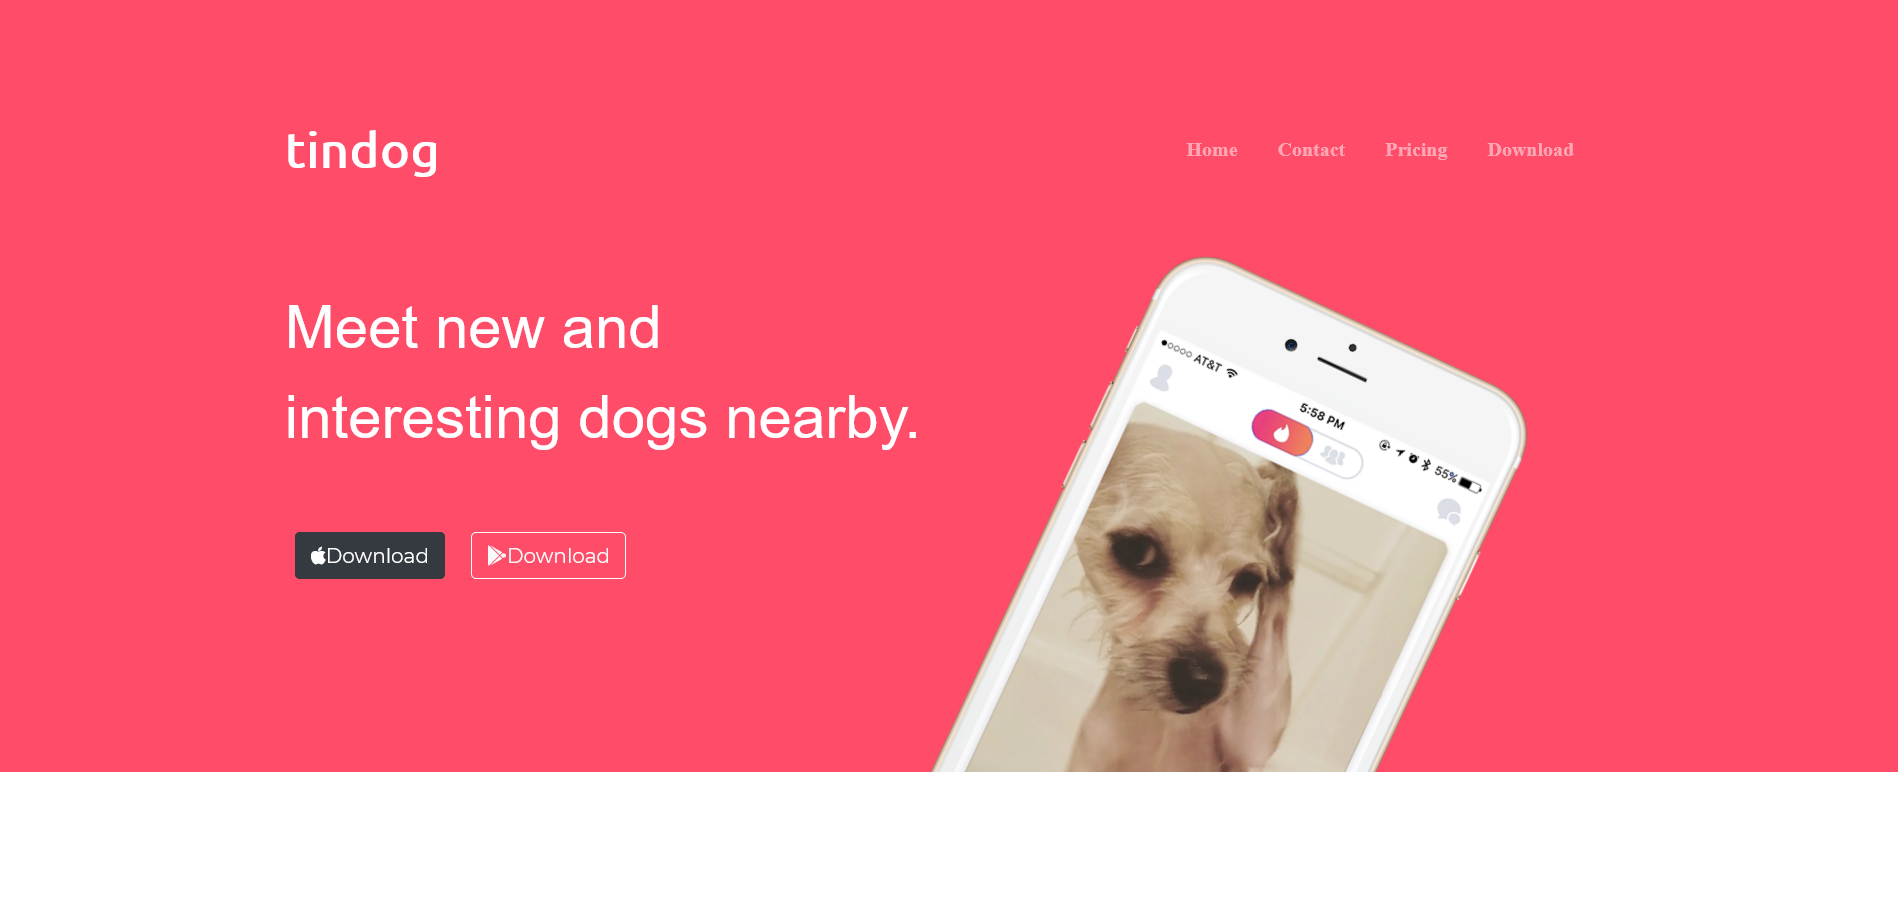 tindog
Home Contact Pricing Download
Meet new and
interesting dogs nearby.
Download Download
AT&T
5:58 PM
55%